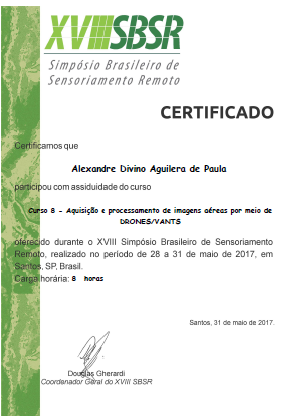 XVIIISBSR
Simpósio Brasileiro de
Sensoriamento Remoto
CERTIFICADO
Certificamos que
Alexandre Divino Aguilera de Paula
participou com assiduidade do curso
Curso 8 - Aquisição e processamento de imagens aéreas por meio de
DRONES/VANTS
oferecido durante o XVIII Simpósio Brasileiro de Sensoriamento
Remoto, realizado no período de 28 a 31 de maio de 2017, em
Santos, SP, Brasil.
Carga horária: 8 horas
Santos, 31 de maio de 2017.
Douglas Gherardi
Coordenador Geral do XVIII SBSR